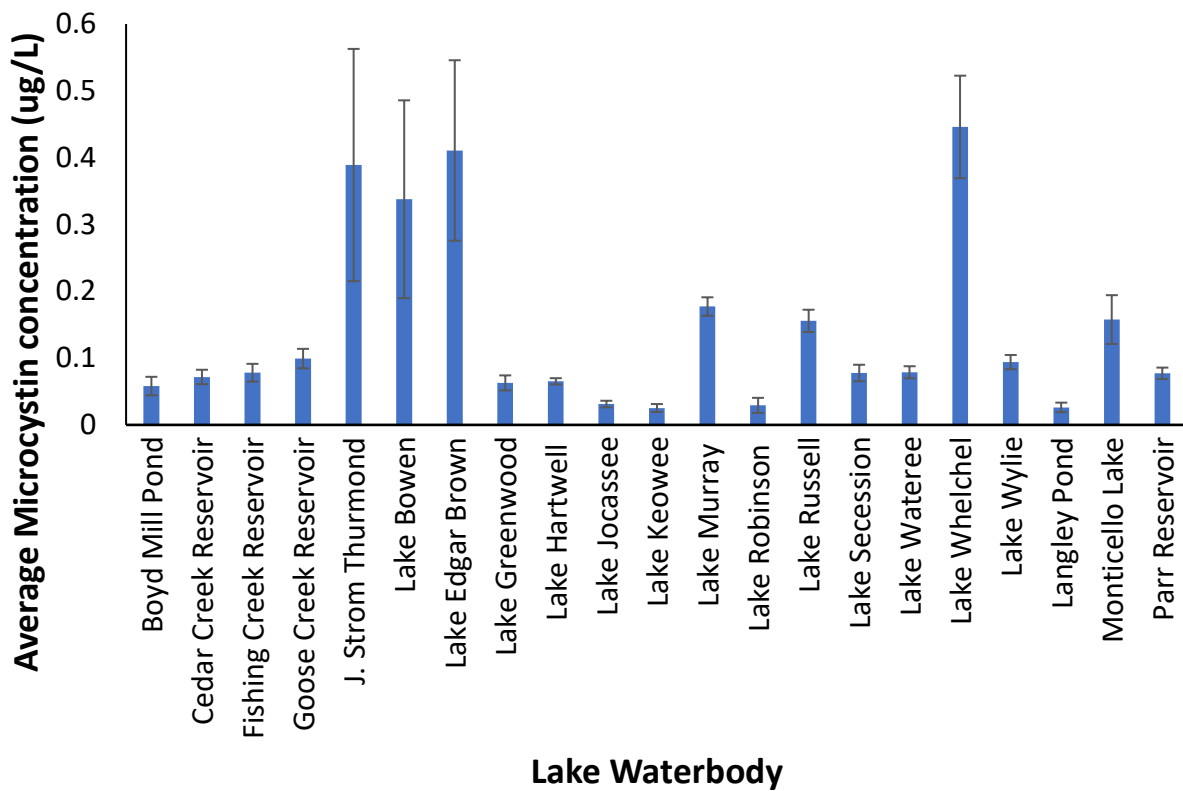 Average Microcystin concentration (ug/L)
0.6
0.5
0.4
0.3
0.2
0.1
0
Boyd Mill Pond
Cedar Creek Reservoir
Fishing Creek Reservoir
Goose Creek Reservoir
J. Strom Thurmond
Lake Bowen
Lake Edgar Brown
Lake Greenwood
Lake Hartwell
Lake Jocassee
Lake Keowee
Lake Murray
Lake Robinson
Lake Russell
Lake Secession
Lake Wateree
Lake Whelchel
Lake Wylie
Langley Pond
Monticello Lake
Parr Reservoir
Lake Waterbody